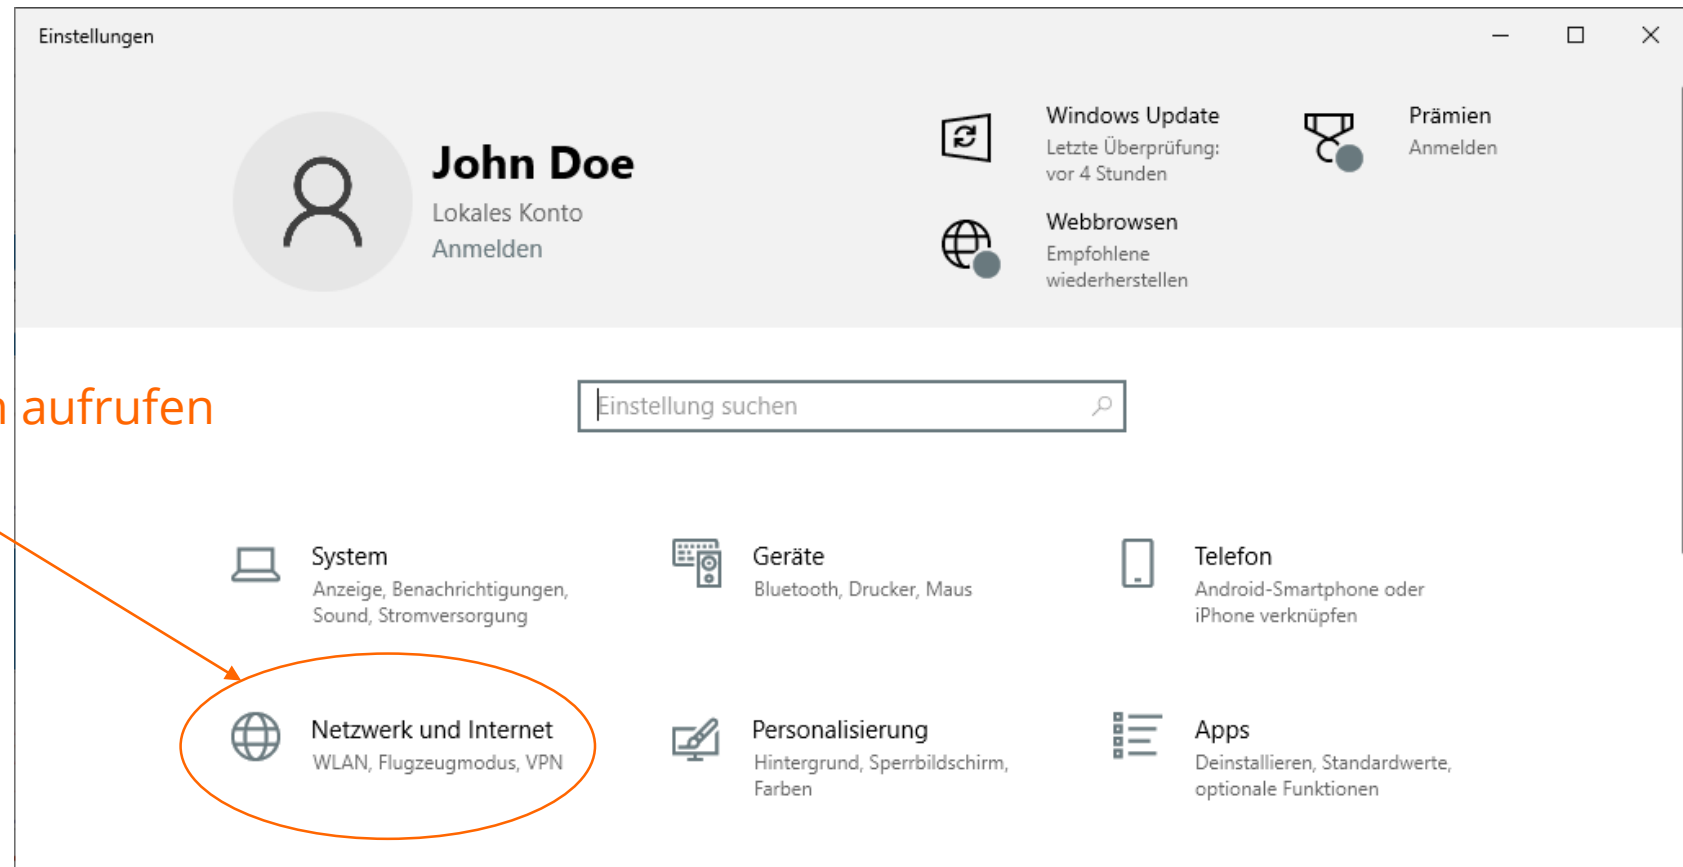 Einstellungen
John Doe
Lokales Konto
Anmelden
Windows Update
Letzte Überprüfung:
vor 4 Stunden
Prämien
Anmelden
Webbrowsen
Empfohlene
wiederherstellen
aufrufen
Einstellung suchen
System
Anzeige, Benachrichtigungen,
Sound, Stromversorgung
Geräte
Bluetooth, Drucker, Maus
Telefon
Android-Smartphone oder
iPhone verknüpfen
Netzwerk und Internet
WLAN, Flugzeugmodus, VPN
Personalisierung
Hintergrund, Sperrbildschirm,
Farben
Apps
Deinstallieren, Standardwerte,
optionale Funktionen